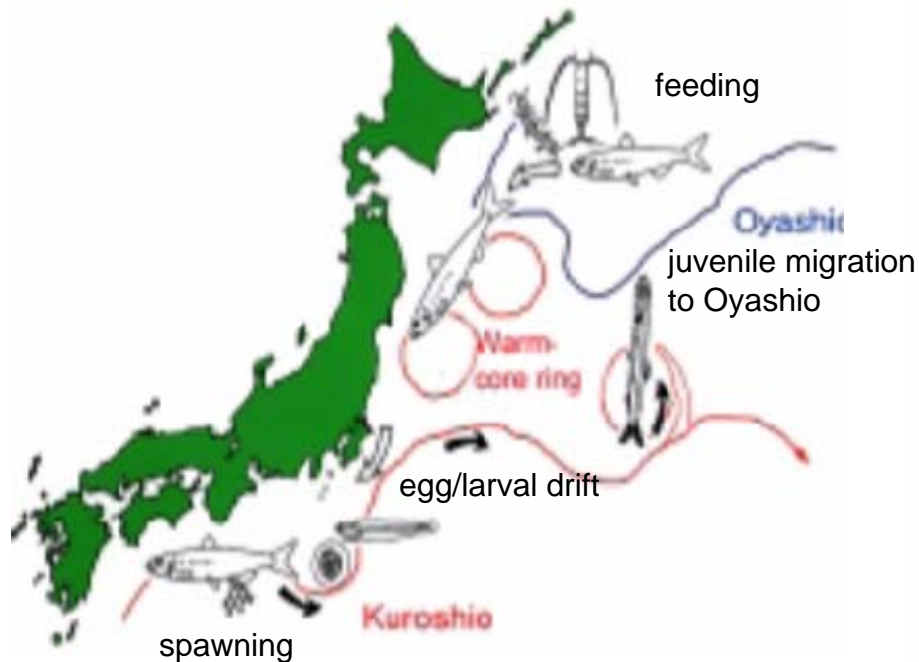 feeding
Oyashio
juvenile migration
to Oyashio
Warm-
core ring
egg/larval drift
Kuroshio
spawning